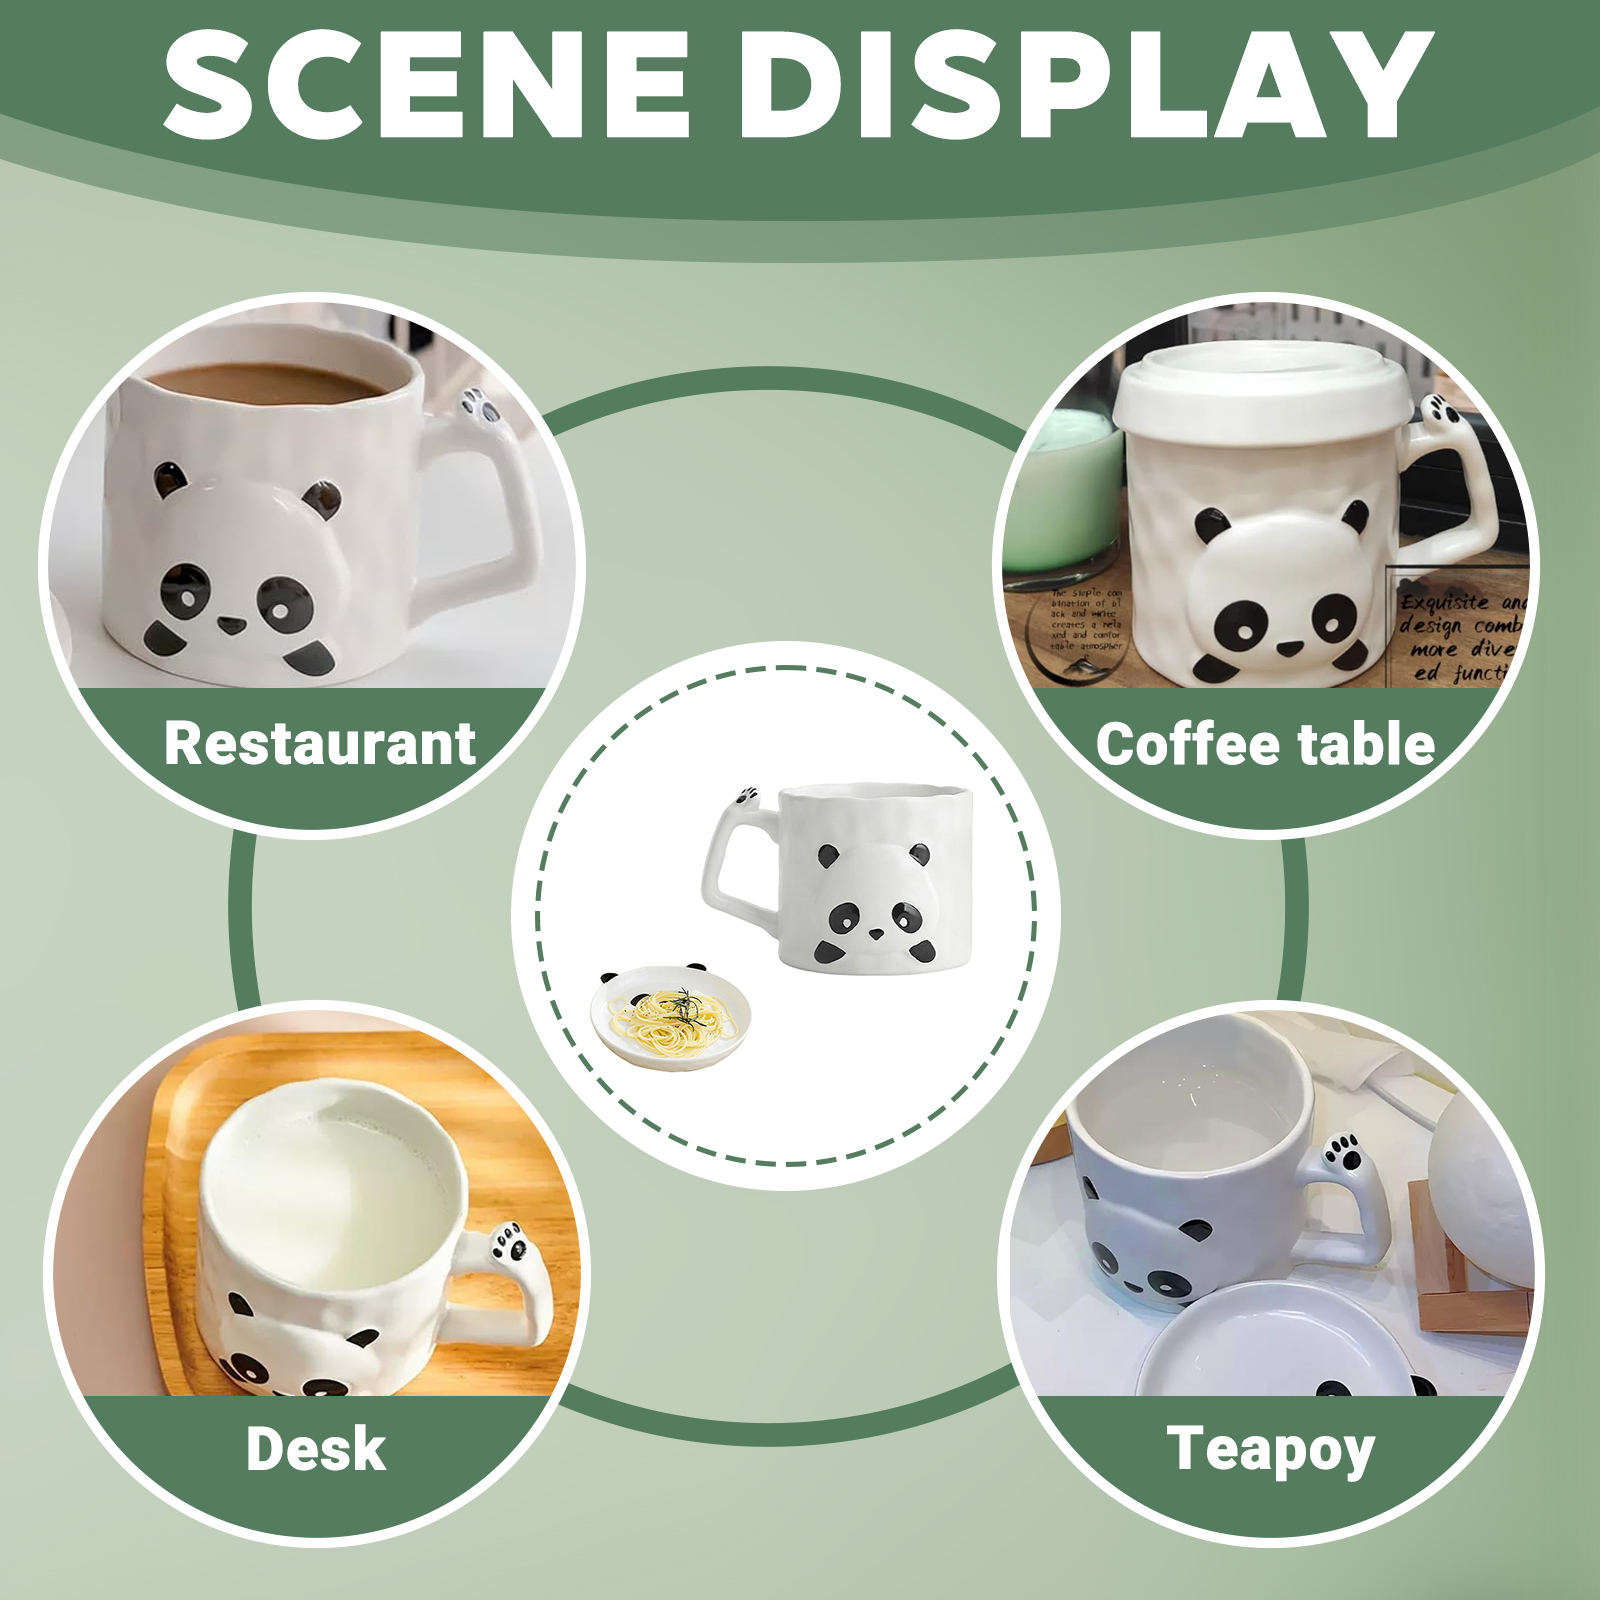 SCENE DISPLAY
Restaurant
The simple com
bination of bl
ack and white
creates a rela
xed and comfor
table atmospher
Exquisite and
design comb
more dive
ed functi
Coffee table
Desk
Teapoy